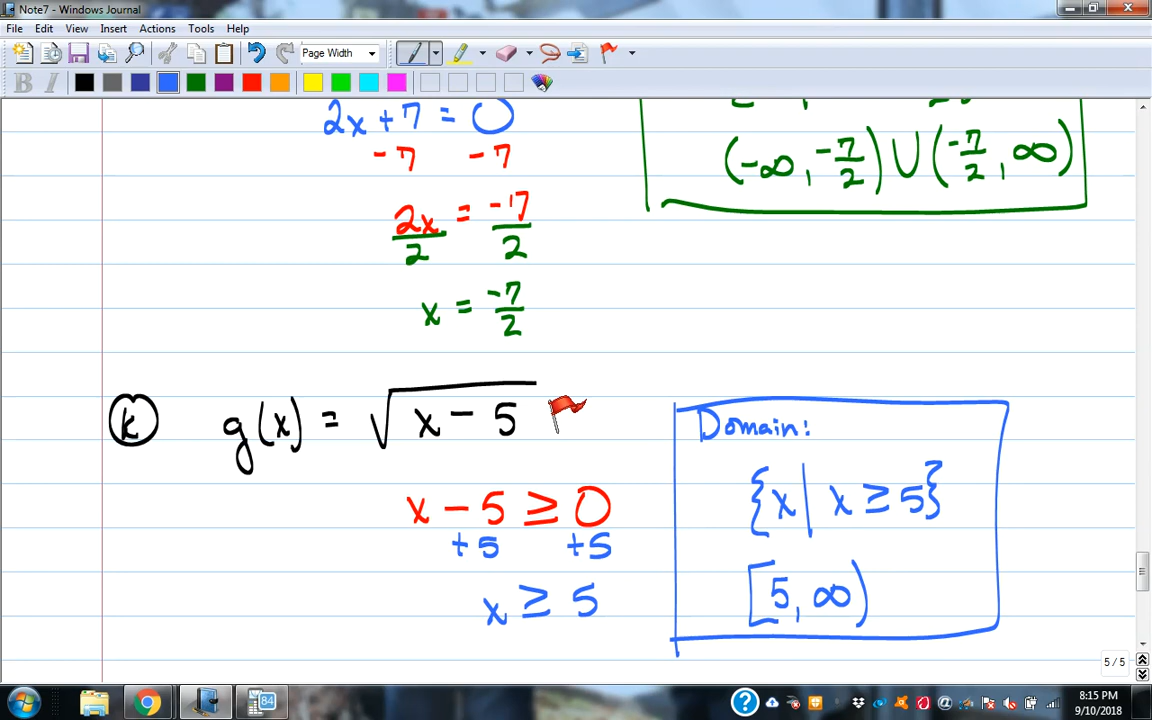 Note7 - Windows Journal
File Edit View Insert Actions Tools Help
Page Width
B I
2x + 7 = 0
-7 -7
2x/2 = -17/2
x = -7/2
(-∞, -7/2) ∪ (-7/2, ∞)
k g(x) = √(x - 5)
x - 5 ≥ 0
+5 +5
x ≥ 5
Domain:
{x | x ≥ 5}
[5, ∞)
5 / 5
84
8:15 PM
9/10/2018